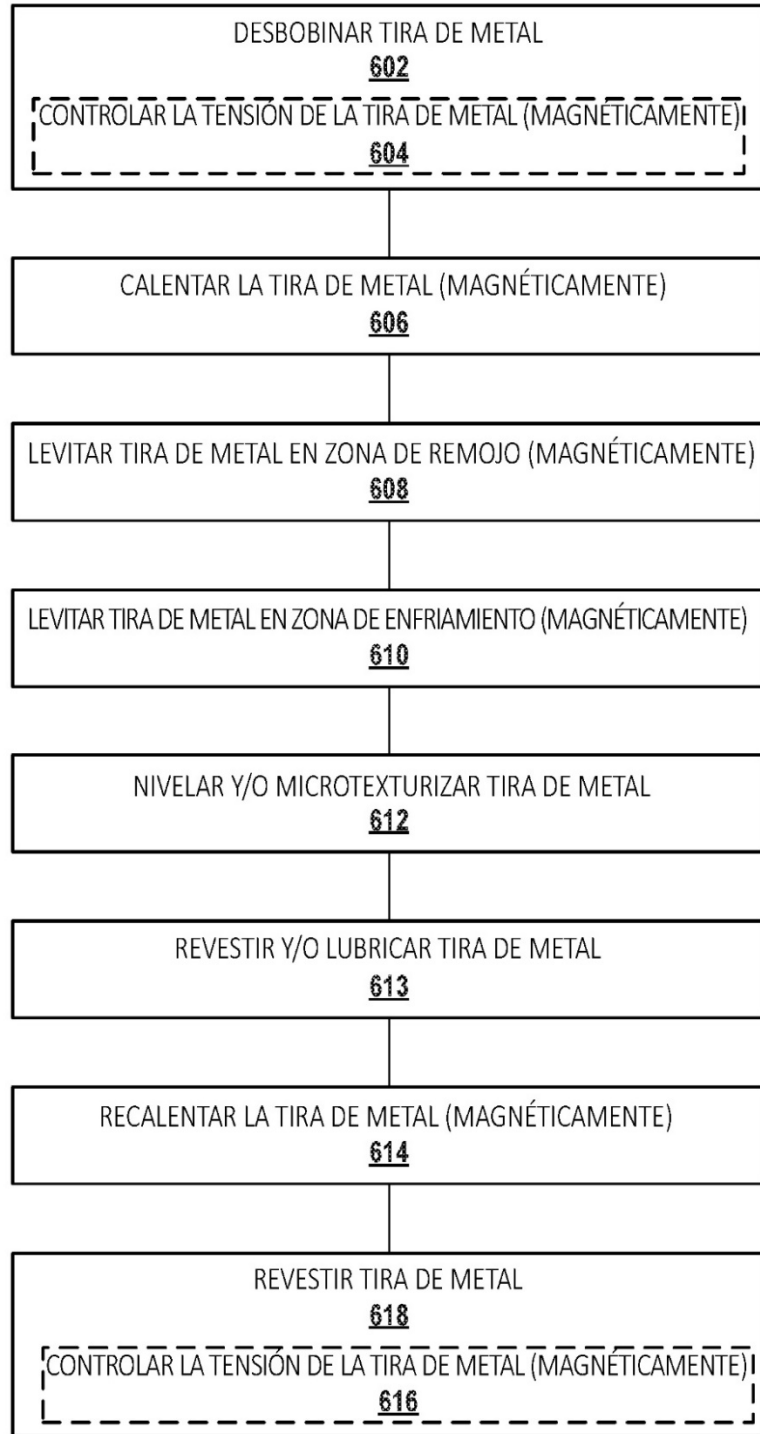 DESBOBINAR TIRA DE METAL
602
CONTROLAR LA TENSIÓN DE LA TIRA DE METAL (MAGNÉTICAMENTE)
604
CALENTAR LA TIRA DE METAL (MAGNÉTICAMENTE)
606
LEVITAR TIRA DE METAL EN ZONA DE REMOJO (MAGNÉTICAMENTE)
608
LEVITAR TIRA DE METAL EN ZONA DE ENFRIAMIENTO (MAGNÉTICAMENTE)
610
NIVELAR Y/O MICROTEXTURIZAR TIRA DE METAL
612
REVESTIR Y/O LUBRICAR TIRA DE METAL
613
RECALENTAR LA TIRA DE METAL (MAGNÉTICAMENTE)
614
REVESTIR TIRA DE METAL
618
CONTROLAR LA TENSIÓN DE LA TIRA DE METAL (MAGNÉTICAMENTE)
616